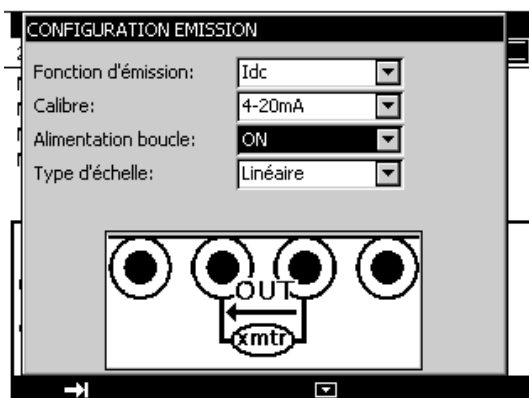 CONFIGURATION EMISSION
Fonction d'émission: Idc
Calibre: 4-20mA
Alimentation boucle: ON
Type d'échelle: Linéaire
OUT
xmtr